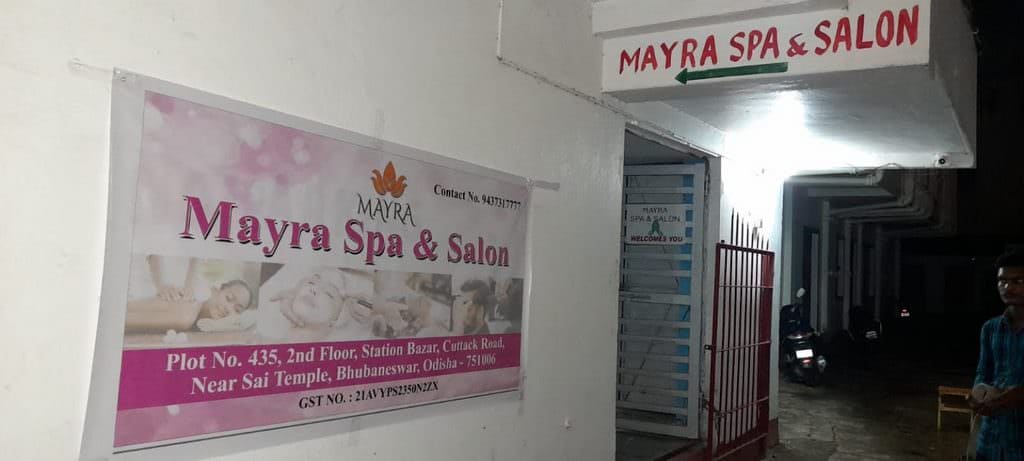 MAYRA SPA & SALON
MAYRA
Contact No. 9437317777
Mayra Spa & Salon
Plot No. 435, 2nd Floor, Station Bazar, Cuttack Road,
Near Sai Temple, Bhubaneswar, Odisha - 751006
GST NO. : 21AVYPS2350N2ZX
MAYRA
SPA & SALON
WELCOMES YOU